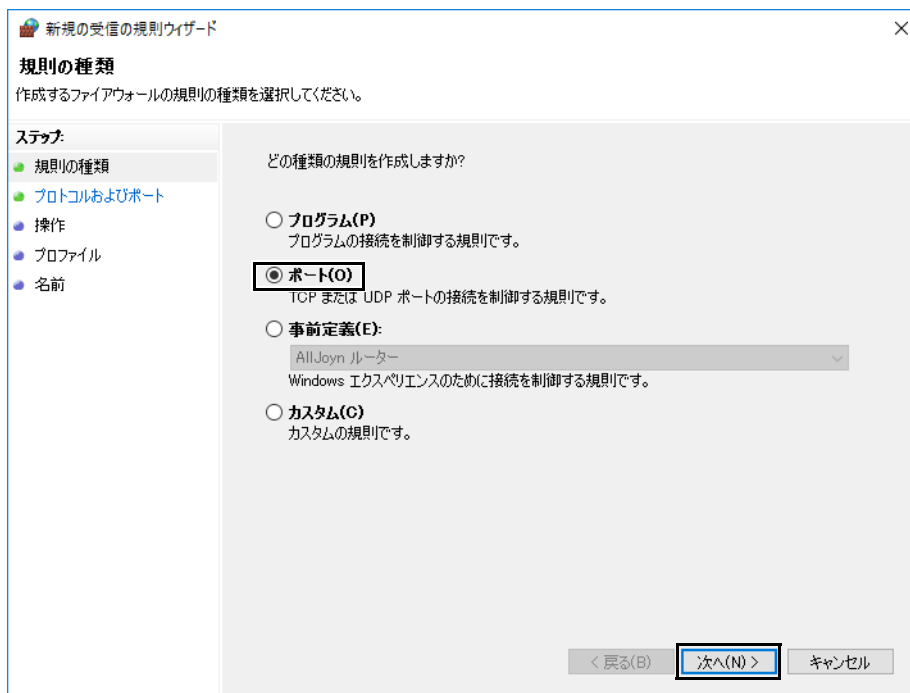 新規の受信の規則ウィザード
規則の種類
作成するファイアウォールの規則の種類を選択してください。
ステップ:
規則の種類
プロトコルおよびポート
操作
プロファイル
名前
どの種類の規則を作成しますか?
プログラム(P)
プログラムの接続を制御する規則です。
ポート(O)
TCP または UDP ポートの接続を制御する規則です。
事前定義(E):
AllJoyn ルーター
Windows エクスペリエンスのために接続を制御する規則です。
カスタム(C)
カスタムの規則です。
< 戻る(B)
次へ(N) >
キャンセル